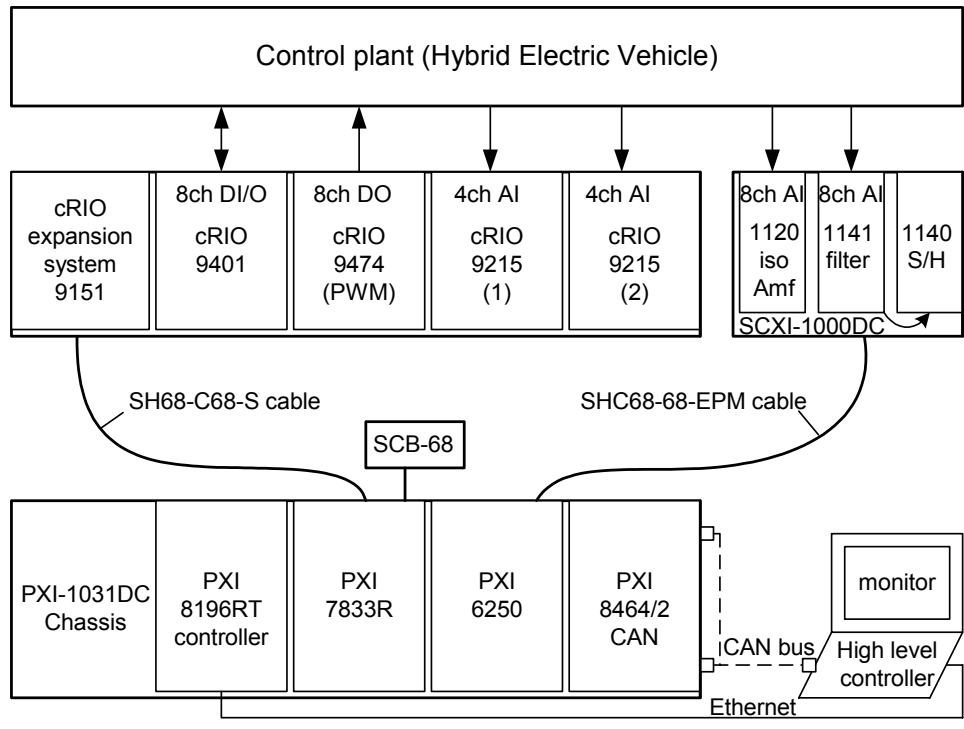 Control plant (Hybrid Electric Vehicle)
cRIO
expansion
system
9151
8ch DI/O
cRIO
9401
8ch DO
cRIO
9474
(PWM)
4ch AI
cRIO
9215
(1)
4ch AI
cRIO
9215
(2)
8ch AI
1120
iso
Amf
8ch AI
1141
filter
1140
S/H
SCXI-1000DC
SH68-C68-S cable
SHC68-68-EPM cable
SCB-68
PXI-1031DC
Chassis
PXI
8196RT
controller
PXI
7833R
PXI
6250
PXI
8464/2
CAN
CAN bus
monitor
High level
controller
Ethernet